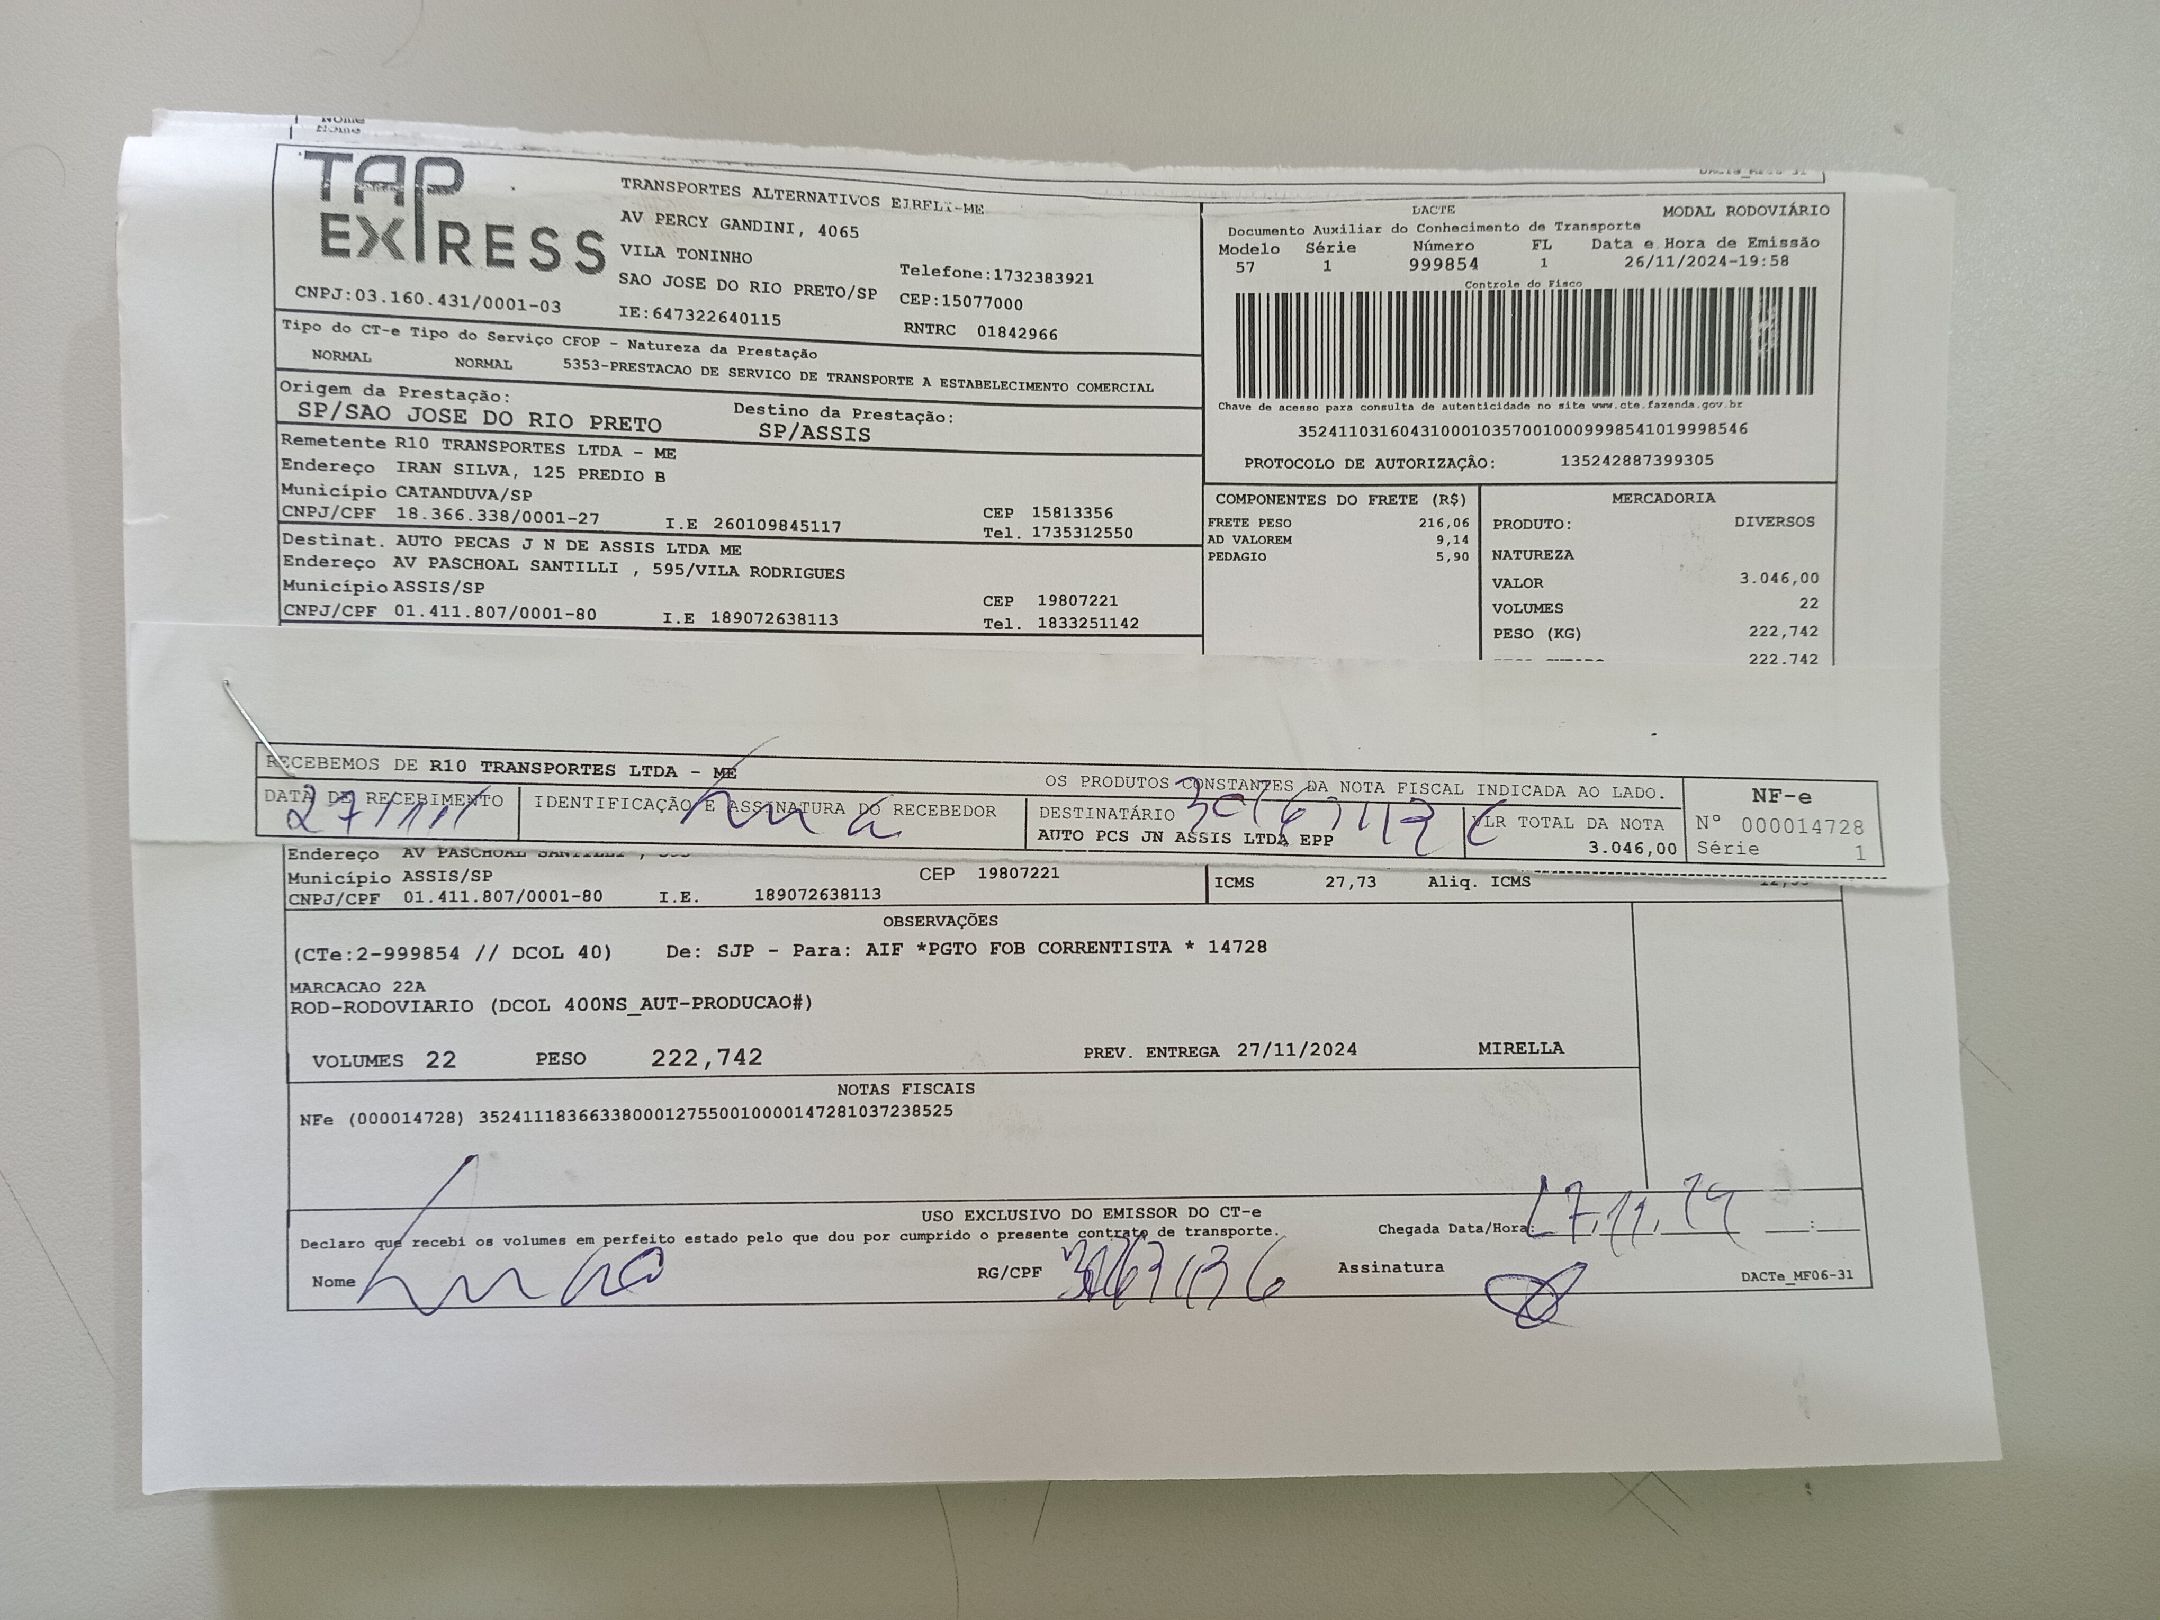 Nome
Nome
TAP EXPRESS
TRANSPORTES ALTERNATIVOS EIRELI-ME
AV PERCY GANDINI, 4065
VILA TONINHO
Telefone:1732383921
SAO JOSE DO RIO PRETO/SP CEP:15077000
CNPJ:03.160.431/0001-03 IE:647322640115 RNTRC 01842966
Tipo do CT-e Tipo do Serviço CFOP - Natureza da Prestação
NORMAL NORMAL 5353-PRESTACAO DE SERVICO DE TRANSPORTE A ESTABELECIMENTO COMERCIAL
Origem da Prestação: Destino da Prestação:
SP/SAO JOSE DO RIO PRETO SP/ASSIS
Remetente R10 TRANSPORTES LTDA - ME
Endereço IRAN SILVA, 125 PREDIO B
Município CATANDUVA/SP CEP 15813356
CNPJ/CPF 18.366.338/0001-27 I.E 260109845117 Tel. 1735312550
Destinat. AUTO PECAS J N DE ASSIS LTDA ME
Endereço AV PASCHOAL SANTILLI , 595/VILA RODRIGUES
Município ASSIS/SP CEP 19807221
CNPJ/CPF 01.411.807/0001-80 I.E 189072638113 Tel. 1833251142
DACTE MODAL RODOVIÁRIO
Documento Auxiliar do Conhecimento de Transporte
Modelo Série Número FL Data e Hora de Emissão
57 1 999854 1 26/11/2024-19:58
Controle do Fisco
Chave de acesso para consulta de autenticidade no site www.cte.fazenda.gov.br
35241103160431000103570010009998541019998546
PROTOCOLO DE AUTORIZAÇÃO: 135242887399305
COMPONENTES DO FRETE (R$) MERCADORIA
FRETE PESO 216,06 PRODUTO: DIVERSOS
AD VALOREM 9,14
PEDAGIO 5,90 NATUREZA
VALOR 3.046,00
VOLUMES 22
PESO (KG) 222,742
222.742
RECEBEMOS DE R10 TRANSPORTES LTDA - ME OS PRODUTOS CONSTANTES DA NOTA FISCAL INDICADA AO LADO.
DATA DE RECEBIMENTO IDENTIFICAÇÃO E ASSINATURA DO RECEBEDOR DESTINATÁRIO VLR TOTAL DA NOTA
27/11
AUTO PCS JN ASSIS LTDA EPP 3.046,00
NF-e
Nº 000014728
Série 1
Endereço AV PASCHOAL SANTILLI , 595
Município ASSIS/SP CEP 19807221
CNPJ/CPF 01.411.807/0001-80 I.E. 189072638113
ICMS 27,73 Aliq. ICMS
OBSERVAÇÕES
(CTe:2-999854 // DCOL 40) De: SJP - Para: AIF *PGTO FOB CORRENTISTA * 14728
MARCACAO 22A
ROD-RODOVIARIO (DCOL 400NS_AUT-PRODUCAO#)
VOLUMES 22 PESO 222,742 PREV. ENTREGA 27/11/2024 MIRELLA
NOTAS FISCAIS
NFe (000014728) 35241118366338000127550010000147281037238525
USO EXCLUSIVO DO EMISSOR DO CT-e
Declaro que recebi os volumes em perfeito estado pelo que dou por cumprido o presente contrato de transporte. Chegada Data/Hora: 27,11,24 __:__
Nome RG/CPF Assinatura
DACTe_MF06-31